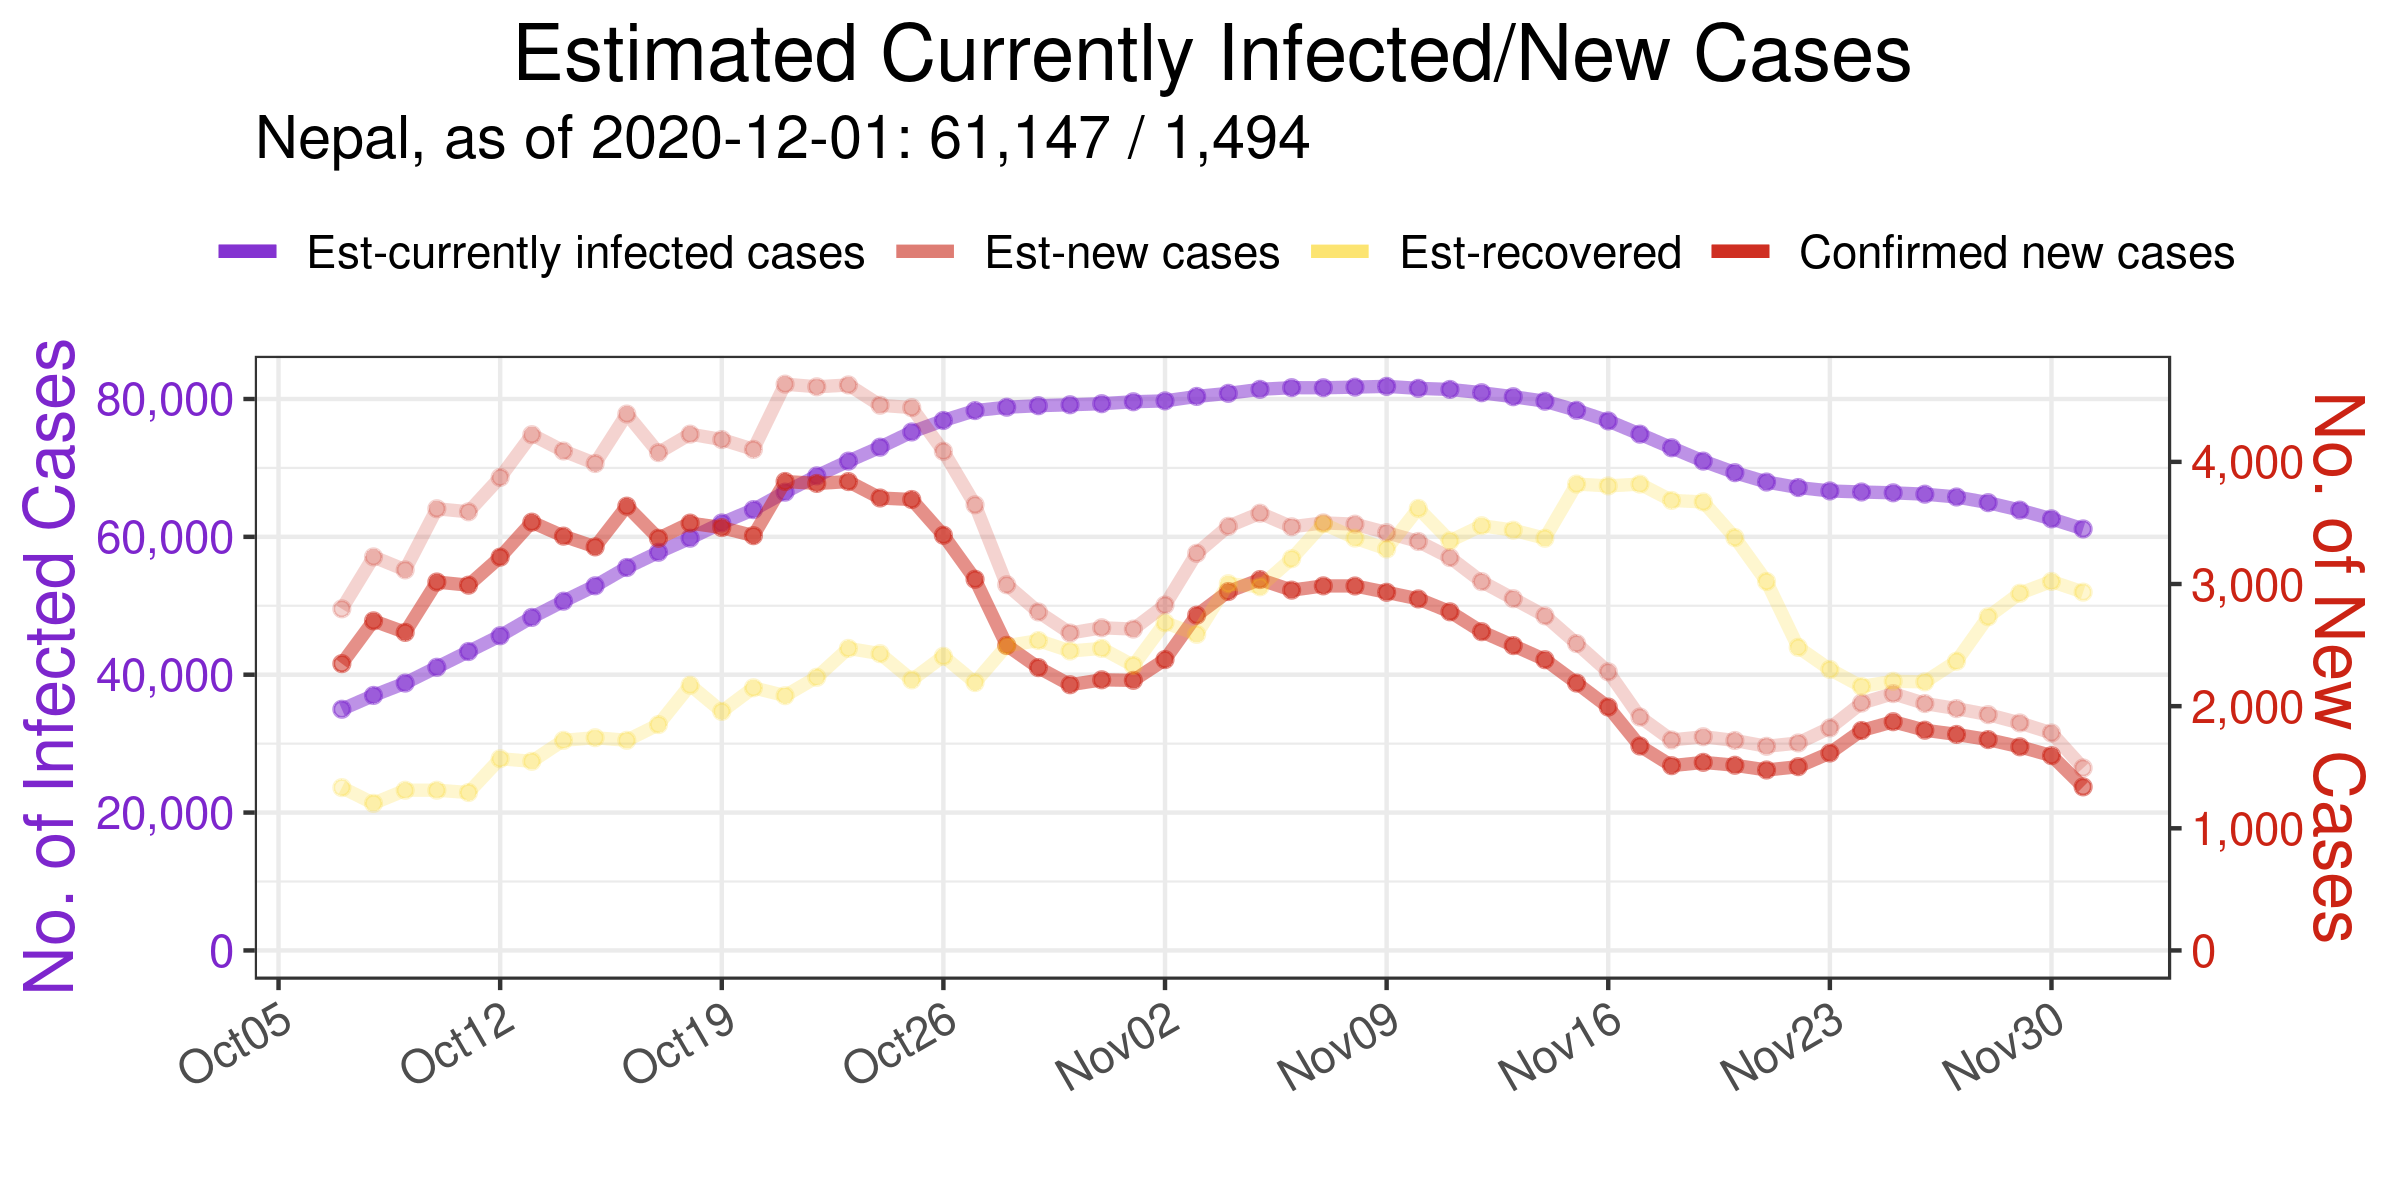 Estimated Currently Infected/New Cases
Nepal, as of 2020-12-01: 61,147 / 1,494
Est-currently infected cases Est-new cases Est-recovered Confirmed new cases
No. of Infected Cases
80,000
60,000
40,000
20,000
0
4,000
3,000
2,000
1,000
0
No. of New Cases
Oct05 Oct12 Oct19 Oct26 Nov02 Nov09 Nov16 Nov23 Nov30